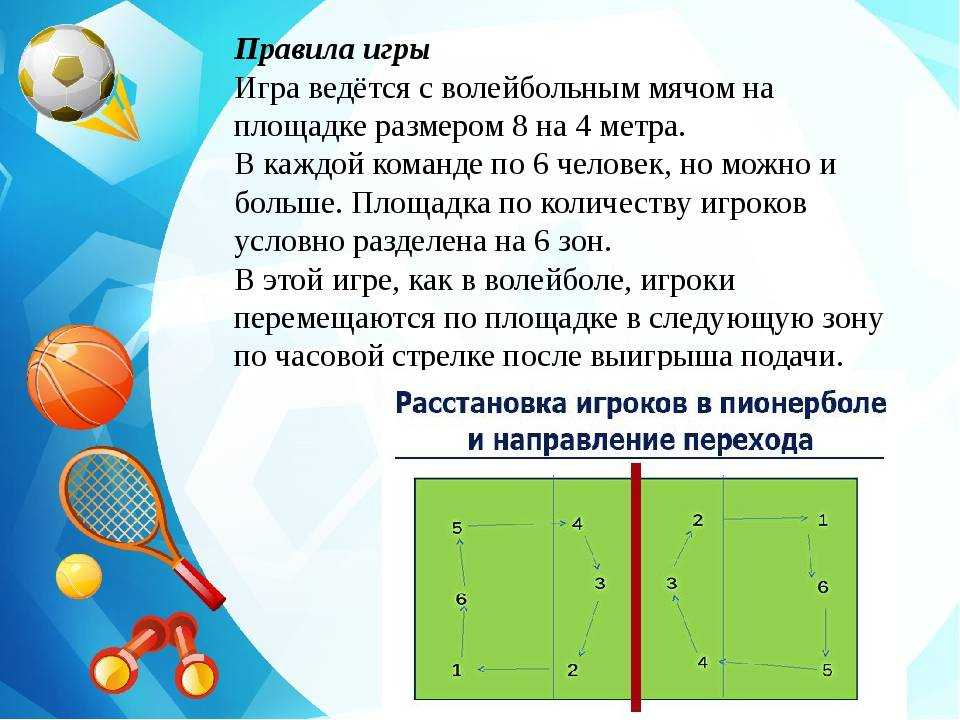 Правила игры
Игра ведётся с волейбольным мячом на
площадке размером 8 на 4 метра.
В каждой команде по 6 человек, но можно и
больше. Площадка по количеству игроков
условно разделена на 6 зон.
В этой игре, как в волейболе, игроки
перемещаются по площадке в следующую зону
по часовой стрелке после выигрыша подачи.
Расстановка игроков в пионерболе
и направление перехода
5 4 2 1
6 3 3 6
1 2 4 5